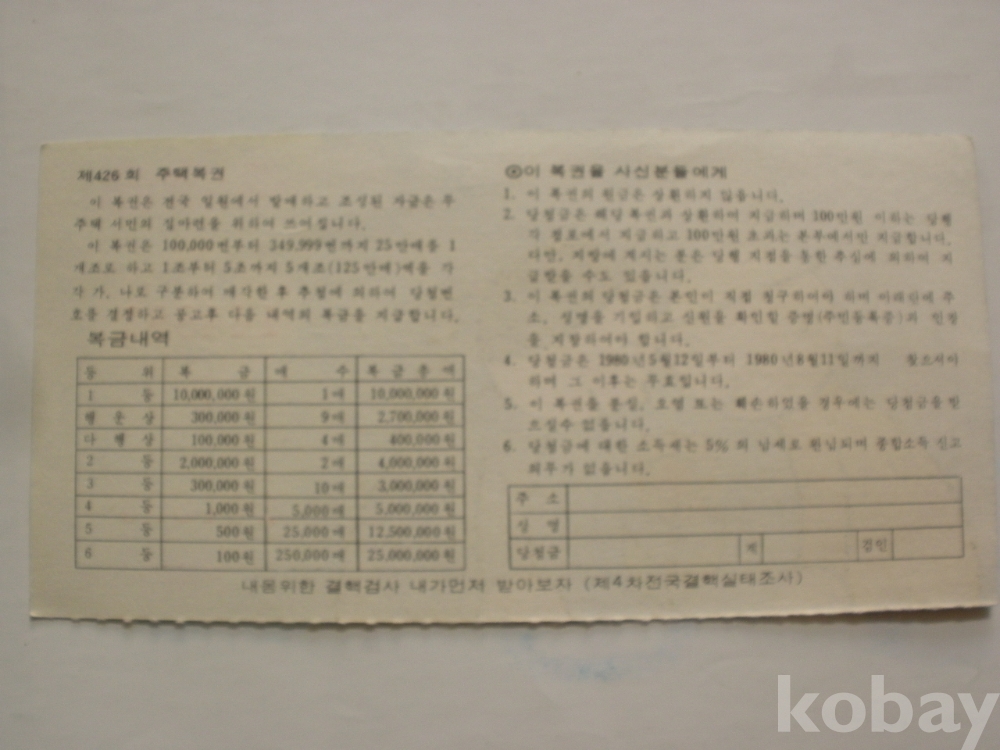 제426회 주택복권
이 복권은 전국 일원에서 발매하고 조성된 자금은 무
주택 서민의 집마련을 위하여 쓰여집니다.
이 복권은 100,000번부터 349,999번까지 25만매를 1
개조로 하고 1조부터 5조까지 5개조(125만매)매를 각
각 가, 나로 구분하여 매각한 후 추첨에 의하여 당첨번
호를 결정하고 공고후 다음 내역의 복금을 지급합니다.
복금내역
등 위 복 금 매 수 복금총액
1 등 10,000,000원 1매 10,000,000원
행운상 300,000원 9매 2,700,000원
다행상 100,000원 4매 400,000원
2 등 2,000,000원 2매 4,000,000원
3 등 300,000원 10매 3,000,000원
4 등 1,000원 5,000매 5,000,000원
5 등 500원 25,000매 12,500,000원
6 등 100원 250,000매 25,000,000원
◎이 복권을 사신분들에게
1. 이 복권의 원금은 상환하지 않습니다.
2. 당첨금은 해당복권과 상환하여 지급하며 100만원 이하는 당행
각 점포에서 지급하고 100만원 초과는 본부에서만 지급합니다.
다만, 지방에 계시는 분은 당행 지점을 통한 추심에 의하여 지
급받을 수도 있습니다.
3. 이 복권의 당첨금은 본인이 직접 청구하여야 하며 아래란에 주
소, 성명을 기입하고 신원을 확인할 증명(주민등록증)과 인장
을 지참하여야 합니다.
4. 당첨금은 1980년5월12일부터 1980년8월11일까지 찾으셔야
하며 그 이후는 무효입니다.
5. 이 복권을 분실, 오염 또는 훼손하였을 경우에는 당첨금을 받
으실수 없습니다.
6. 당첨금에 대한 소득세는 5%의 납세로 완납되며 종합소득 신고
의무가 없습니다.
주 소
성 명
당첨금 계 검인
내몸위한 결핵검사 내가먼저 받아보자 (제4차전국결핵실태조사)
kobay